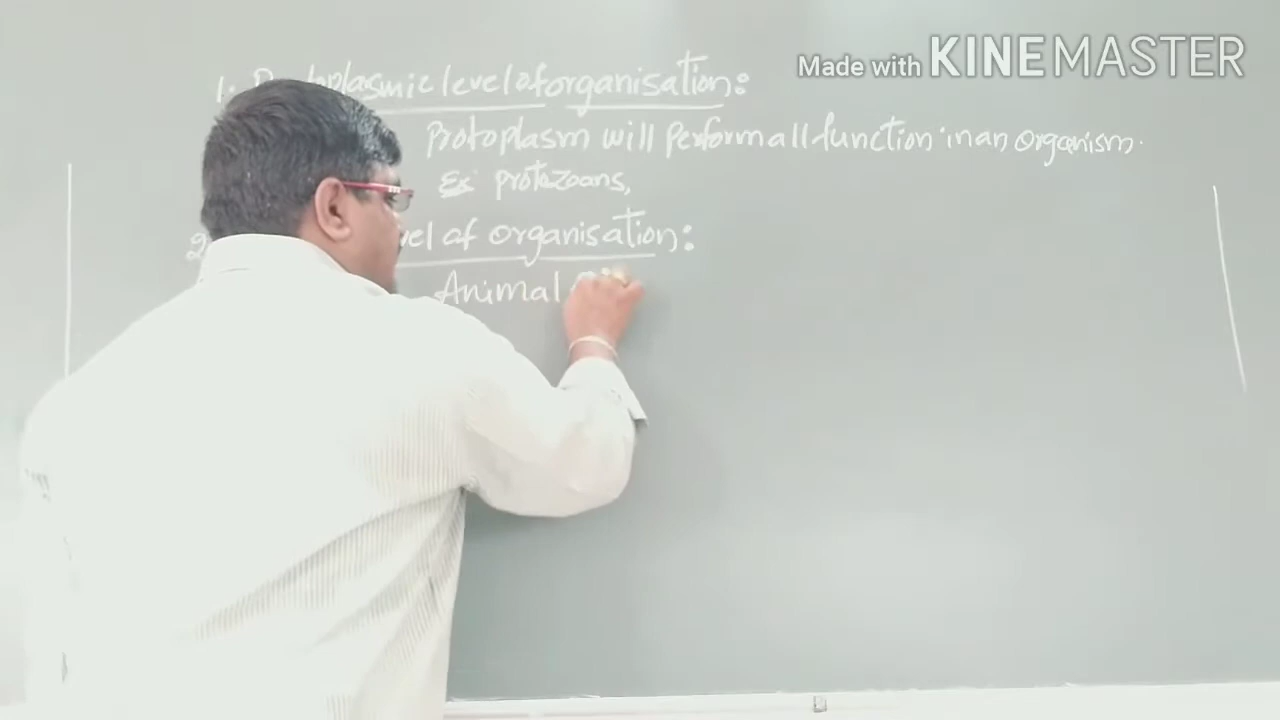 Made with KINEMASTER
1. Protoplasmic level of organisation:
Protoplasm will perform all function in an organism.
Ex: protozoans,
2 level of organisation:
Animal